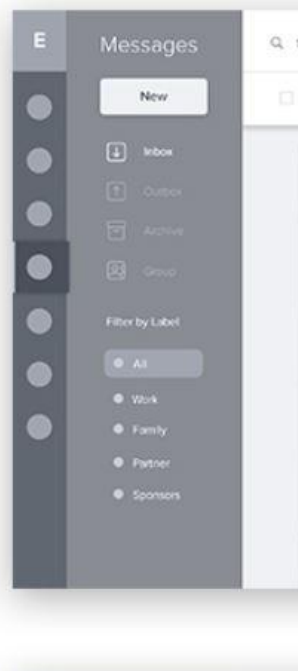 E
Messages
New
Inbox
Outbox
Archive
Group
Filter by Label
All
Work
Family
Partner
Sponsors